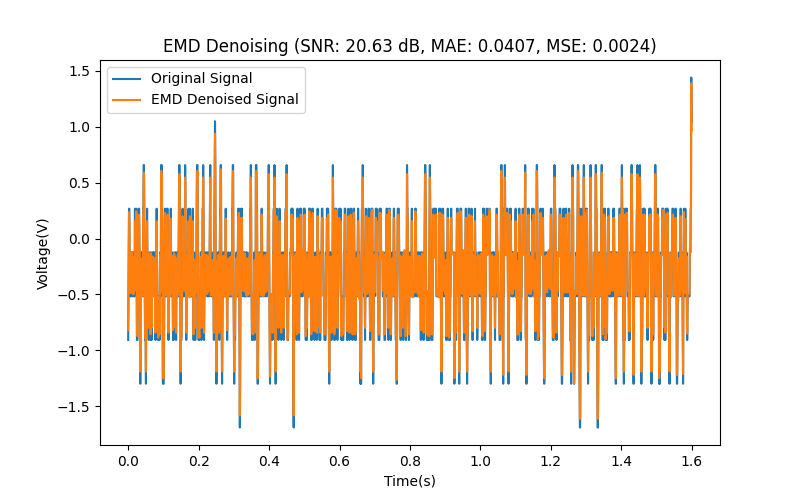 EMD Denoising (SNR: 20.63 dB, MAE: 0.0407, MSE: 0.0024)
Original Signal
EMD Denoised Signal
Voltage(V)
1.5
1.0
0.5
0.0
−0.5
−1.0
−1.5
0.0 0.2 0.4 0.6 0.8 1.0 1.2 1.4 1.6
Time(s)